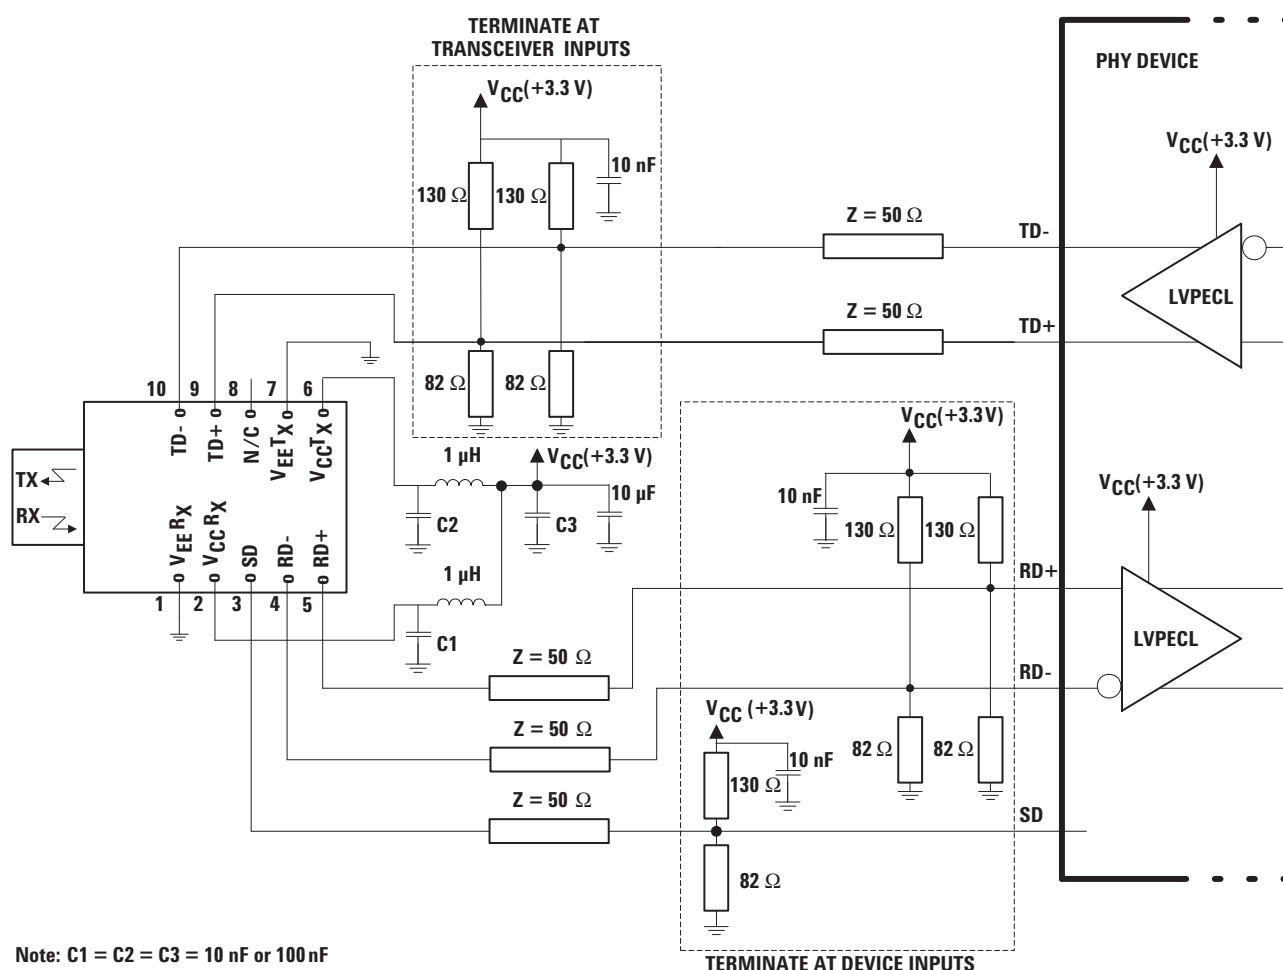 TERMINATE AT
TRANSCEIVER INPUTS
VCC(+3.3 V)
10 nF
130 Ω
130 Ω
82 Ω
82 Ω
PHY DEVICE
VCC(+3.3 V)
Z = 50 Ω
TD-
LVPECL
Z = 50 Ω
TD+
10
9
8
7
6
TD-
TD+
N/C
VEETX
VCCTX
TX
RX
VEERX
VCCRX
SD
RD-
RD+
1
2
3
4
5
1 µH
VCC(+3.3 V)
10 µF
C2
C3
1 µH
C1
VCC(+3.3V)
10 nF
130 Ω
130 Ω
VCC(+3.3 V)
RD+
LVPECL
RD-
Z = 50 Ω
Z = 50 Ω
Z = 50 Ω
VCC (+3.3V)
10 nF
130 Ω
82 Ω
82 Ω
82 Ω
SD
Note: C1 = C2 = C3 = 10 nF or 100 nF
TERMINATE AT DEVICE INPUTS